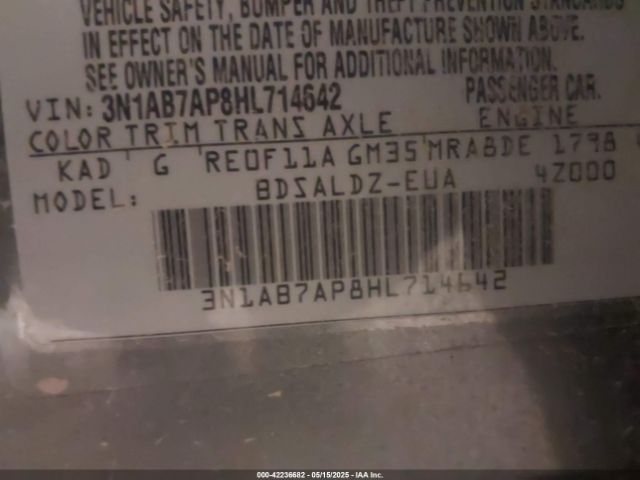 VEHICLE SAFETY, BUMPER AND THEFT PREVENTION STANDARDS
IN EFFECT ON THE DATE OF MANUFACTURE SHOWN ABOVE.
SEE OWNER'S MANUAL FOR ADDITIONAL INFORMATION.
VIN: 3N1AB7AP8HL714642 PASSENGER CAR.
COLOR TRIM TRANS AXLE ENGINE
KAD G RE0F11A GM35 MRA8DE 1798
MODEL: BDSALDZ-EUA 4Z000
3N1AB7AP8HL714642
000-42236682 - 05/15/2025 - IAA Inc.